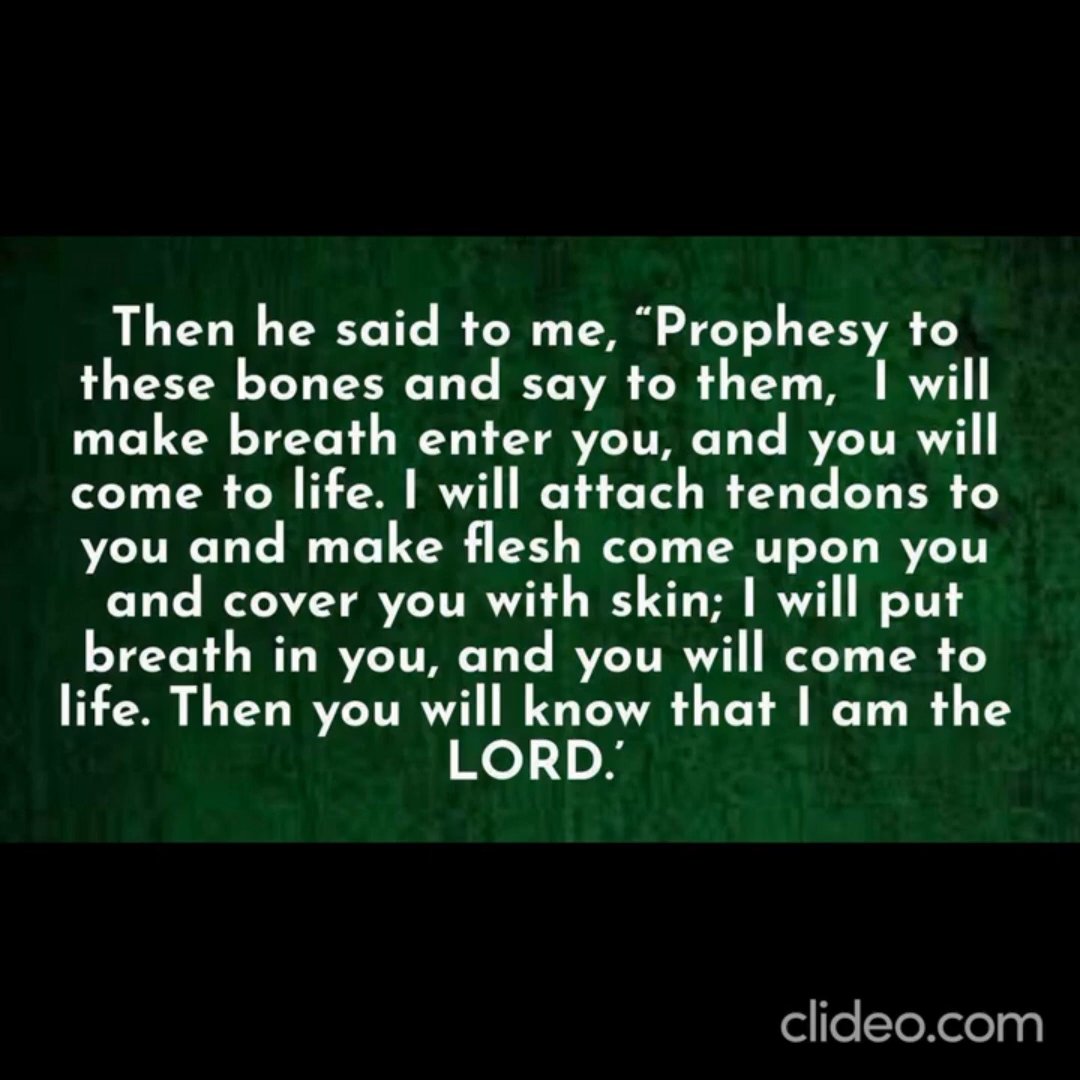 Then he said to me, “Prophesy to
these bones and say to them,  I will
make breath enter you, and you will
come to life. I will attach tendons to
you and make flesh come upon you
and cover you with skin; I will put
breath in you, and you will come to
life. Then you will know that I am the
LORD.’
clideo.com